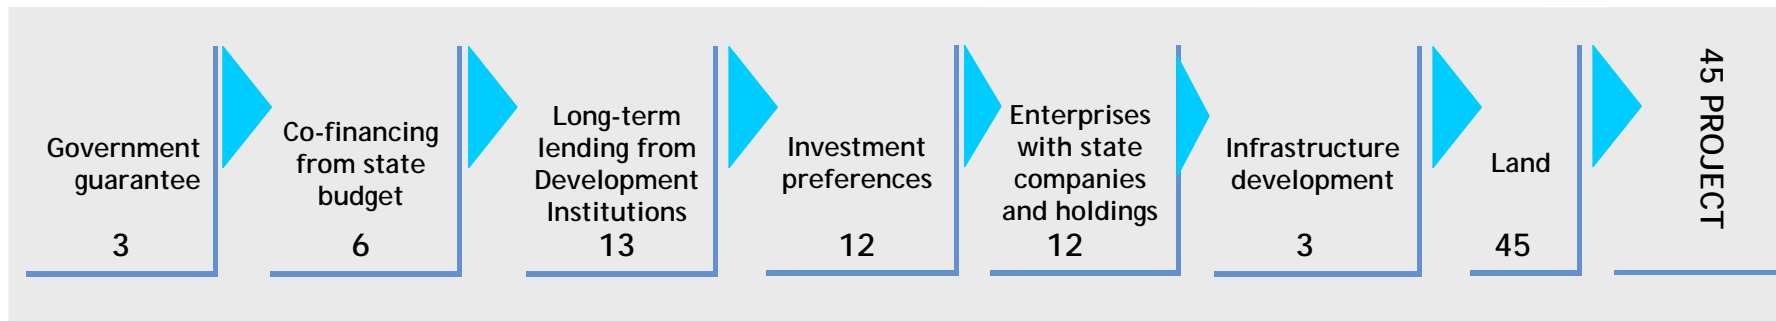 Government
guarantee
3
Co-financing
from state
budget
6
Long-term
lending from
Development
Institutions
13
Investment
preferences
12
Enterprises
with state
companies
and holdings
12
Infrastructure
development
3
Land
45
45 PROJECT